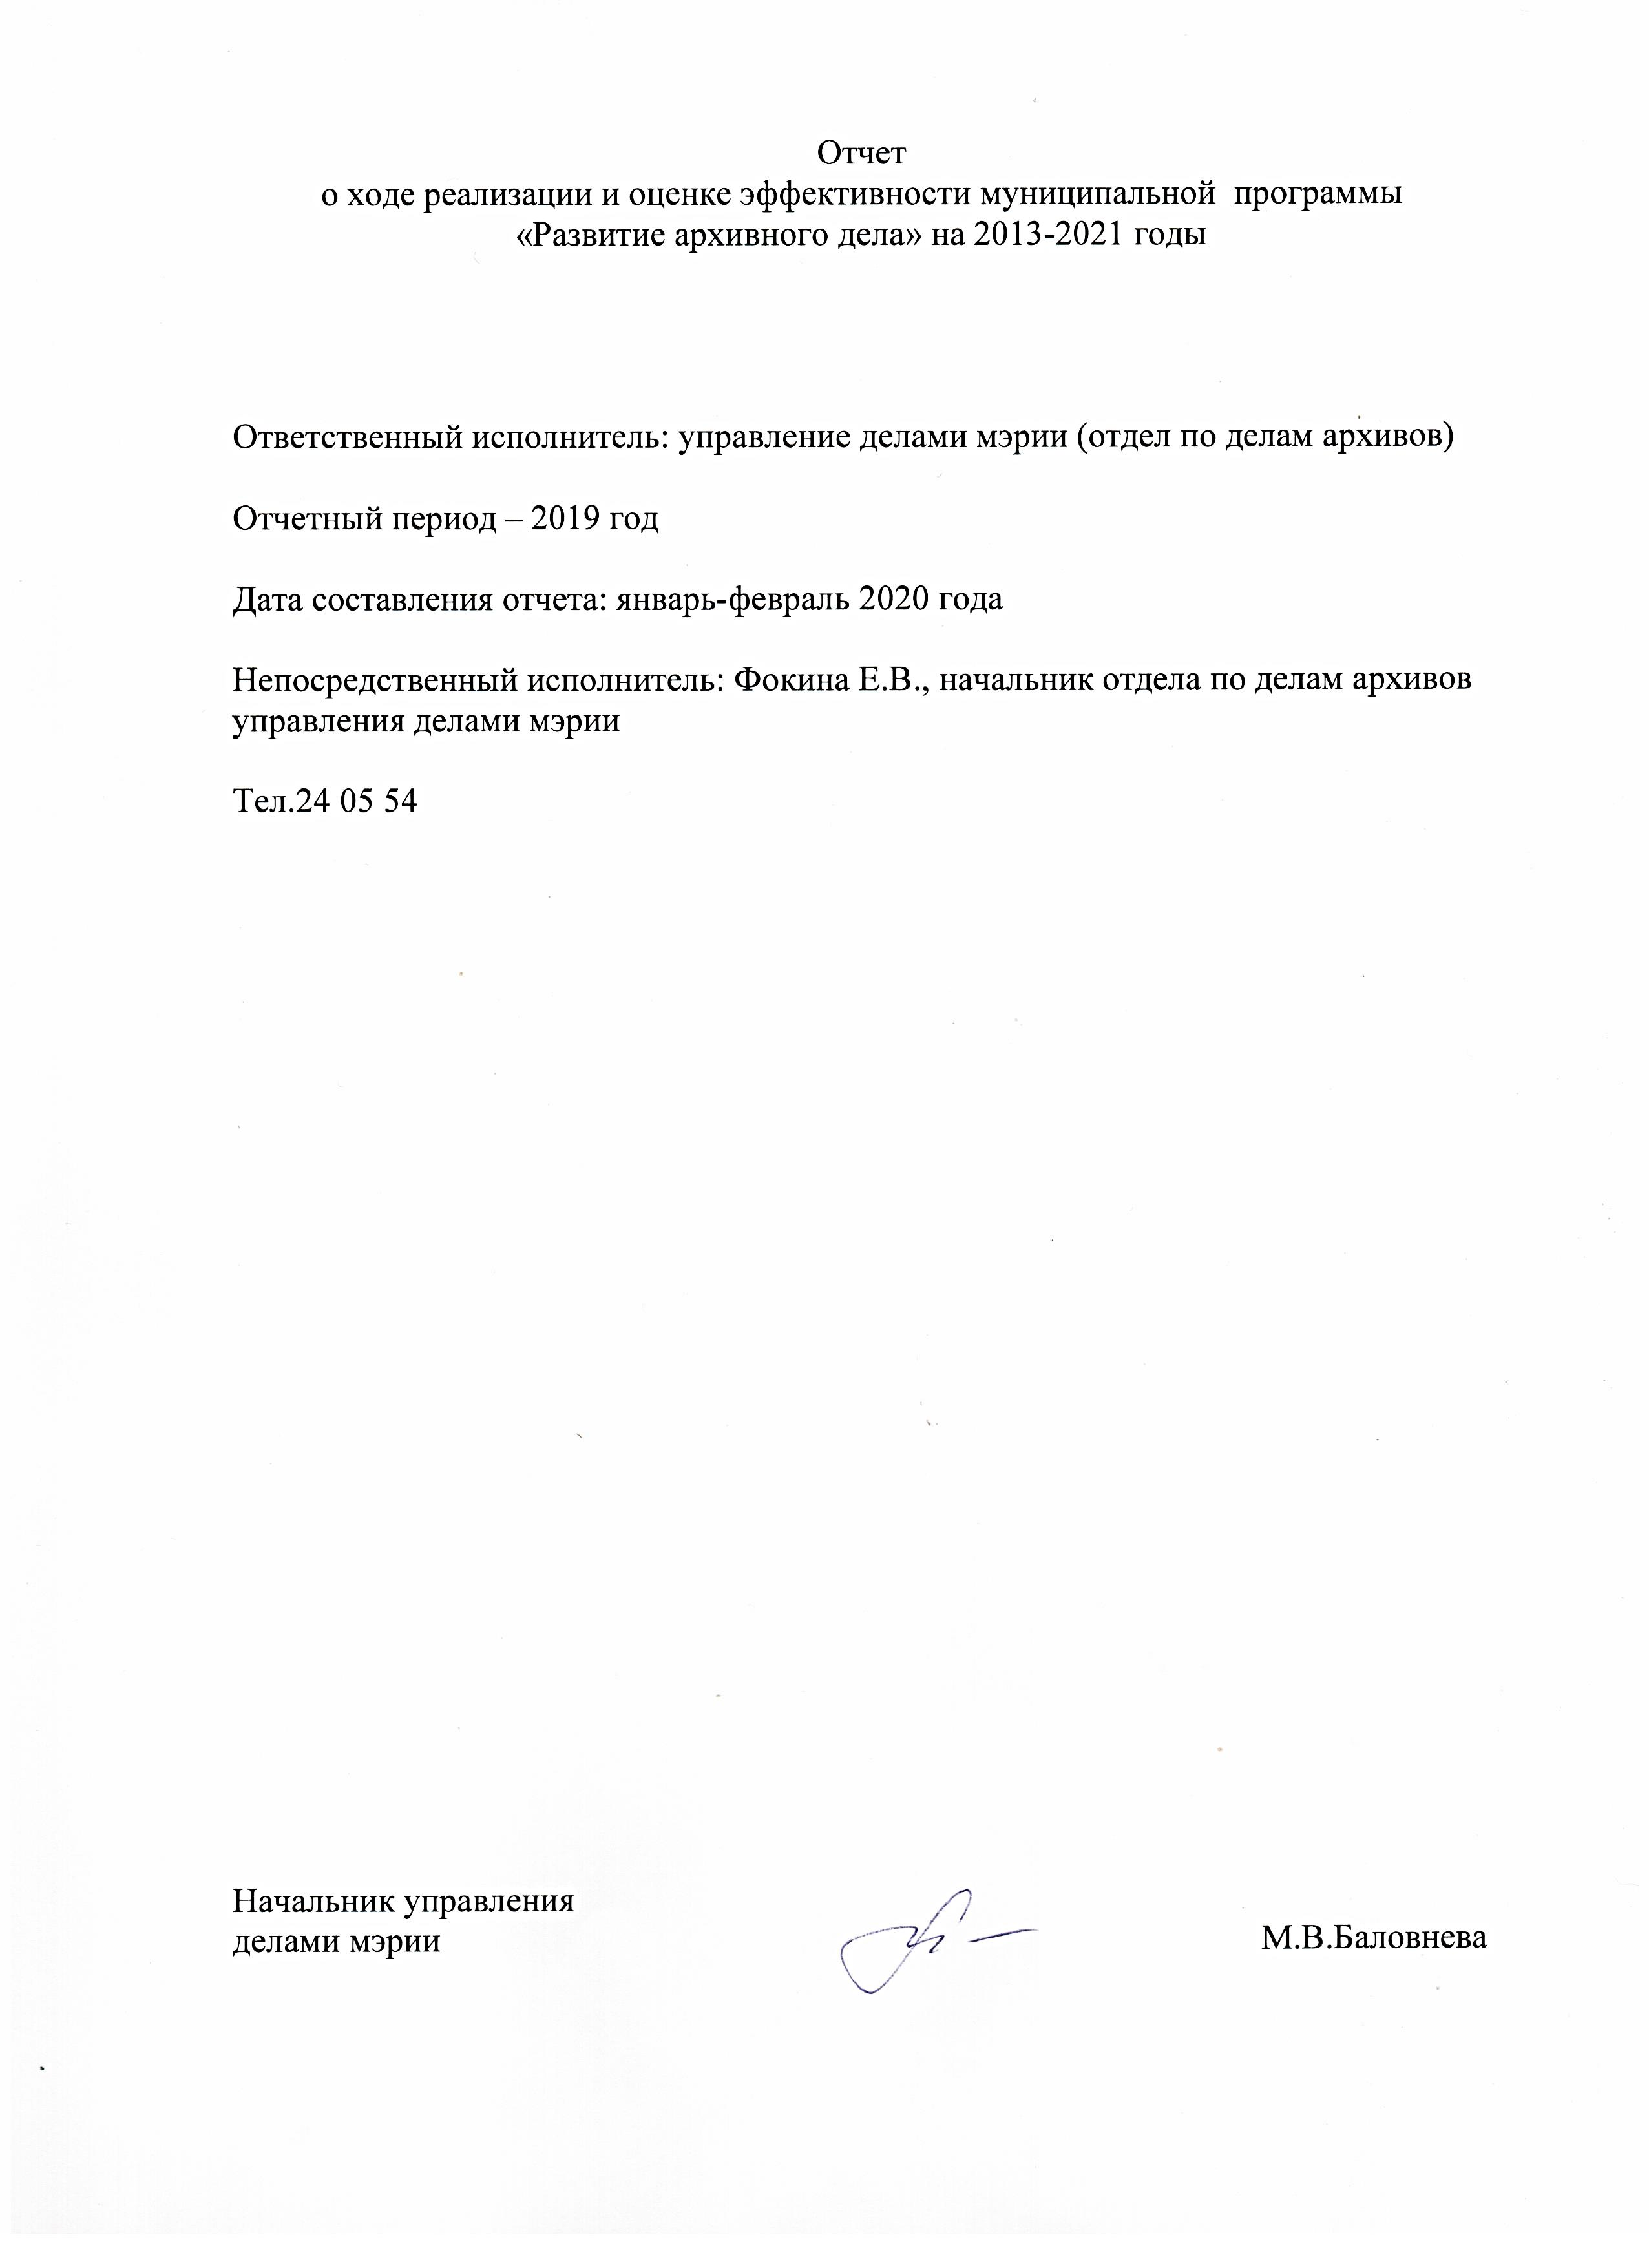 Отчет
о ходе реализации и оценке эффективности муниципальной программы
«Развитие архивного дела» на 2013-2021 годы
Ответственный исполнитель: управление делами мэрии (отдел по делам архивов)
Отчетный период – 2019 год
Дата составления отчета: январь-февраль 2020 года
Непосредственный исполнитель: Фокина Е.В., начальник отдела по делам архивов
управления делами мэрии
Тел.24 05 54
Начальник управления
делами мэрии
М.В.Баловнева